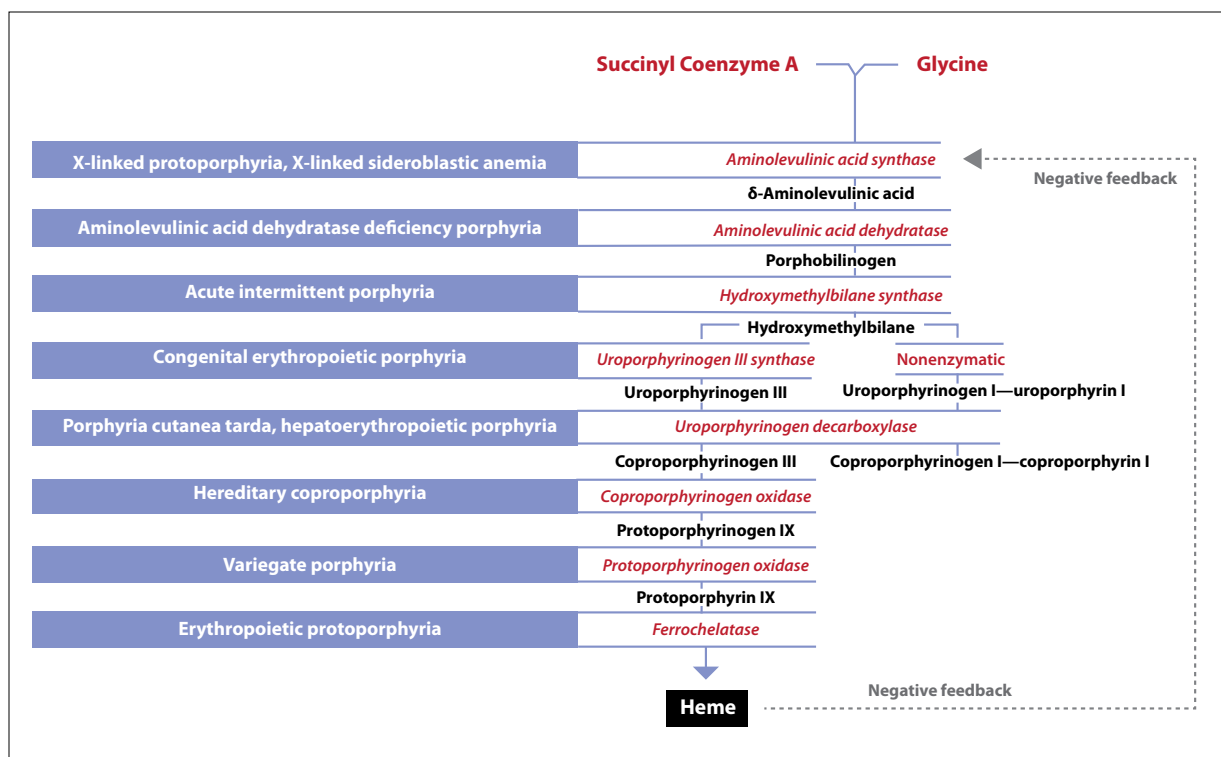 Succinyl Coenzyme A Glycine
X-linked protoporphyria, X-linked sideroblastic anemia Aminolevulinic acid synthase
Negative feedback
δ-Aminolevulinic acid
Aminolevulinic acid dehydratase deficiency porphyria Aminolevulinic acid dehydratase
Porphobilinogen
Acute intermittent porphyria Hydroxymethylbilane synthase
Hydroxymethylbilane
Congenital erythropoietic porphyria Uroporphyrinogen III synthase Nonenzymatic
Uroporphyrinogen III Uroporphyrinogen I—uroporphyrin I
Porphyria cutanea tarda, hepatoerythropoietic porphyria Uroporphyrinogen decarboxylase
Coproporphyrinogen III Coproporphyrinogen I—coproporphyrin I
Hereditary coproporphyria Coproporphyrinogen oxidase
Protoporphyrinogen IX
Variegate porphyria Protoporphyrinogen oxidase
Protoporphyrin IX
Erythropoietic protoporphyria Ferrochelatase
Negative feedback
Heme